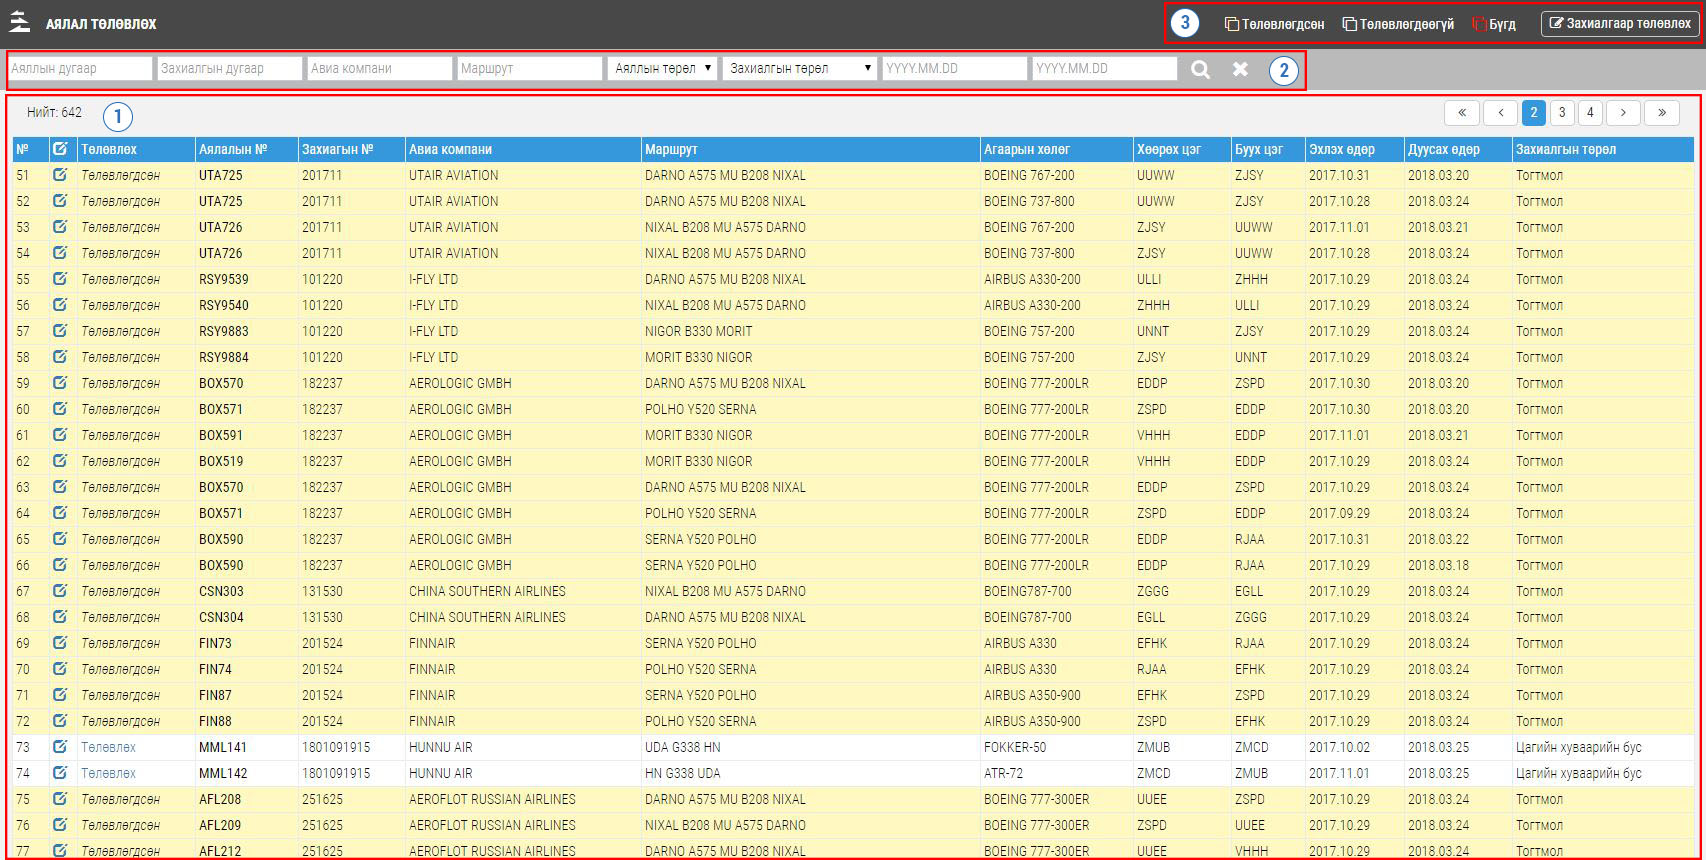 АЯЛАЛ ТӨЛӨВЛӨХ
3 Төлөвлөгдсөн Төлөвлөгдөөгүй Бүгд Захиалгаар төлөвлөх
Аяллын дугаар Захиалгын дугаар Авиа компани Маршрут Аяллын төрөл Захиалгын төрөл YYYY.MM.DD YYYY.MM.DD 2
Нийт: 642 1 « ‹ 2 3 4 › »
№ Төлөвлөх Аялалын № Захиагын № Авиа компани Маршрут Агаарын хөлөг Хөөрөх цэг Буух цэг Эхлэх өдөр Дуусах өдөр Захиалгын төрөл
51 Төлөвлөгдсөн UTA725 201711 UTAIR AVIATION DARNO A575 MU B208 NIXAL BOEING 767-200 UUWW ZJSY 2017.10.31 2018.03.20 Тогтмол
52 Төлөвлөгдсөн UTA725 201711 UTAIR AVIATION DARNO A575 MU B208 NIXAL BOEING 737-800 UUWW ZJSY 2017.10.28 2018.03.24 Тогтмол
53 Төлөвлөгдсөн UTA726 201711 UTAIR AVIATION NIXAL B208 MU A575 DARNO BOEING 767-200 ZJSY UUWW 2017.11.01 2018.03.21 Тогтмол
54 Төлөвлөгдсөн UTA726 201711 UTAIR AVIATION NIXAL B208 MU A575 DARNO BOEING 737-800 ZJSY UUWW 2017.10.28 2018.03.24 Тогтмол
55 Төлөвлөгдсөн RSY9539 101220 I-FLY LTD DARNO A575 MU B208 NIXAL AIRBUS A330-200 ULLI ZHHH 2017.10.29 2018.03.24 Тогтмол
56 Төлөвлөгдсөн RSY9540 101220 I-FLY LTD NIXAL B208 MU A575 DARNO AIRBUS A330-200 ZHHH ULLI 2017.10.29 2018.03.24 Тогтмол
57 Төлөвлөгдсөн RSY9883 101220 I-FLY LTD NIGOR B330 MORIT BOEING 757-200 UNNT ZJSY 2017.10.29 2018.03.24 Тогтмол
58 Төлөвлөгдсөн RSY9884 101220 I-FLY LTD MORIT B330 NIGOR BOEING 757-200 ZJSY UNNT 2017.10.29 2018.03.24 Тогтмол
59 Төлөвлөгдсөн BOX570 182237 AEROLOGIC GMBH DARNO A575 MU B208 NIXAL BOEING 777-200LR EDDP ZSPD 2017.10.30 2018.03.20 Тогтмол
60 Төлөвлөгдсөн BOX571 182237 AEROLOGIC GMBH POLHO Y520 SERNA BOEING 777-200LR ZSPD EDDP 2017.10.30 2018.03.20 Тогтмол
61 Төлөвлөгдсөн BOX591 182237 AEROLOGIC GMBH MORIT B330 NIGOR BOEING 777-200LR VHHH EDDP 2017.11.01 2018.03.21 Тогтмол
62 Төлөвлөгдсөн BOX519 182237 AEROLOGIC GMBH MORIT B330 NIGOR BOEING 777-200LR VHHH EDDP 2017.10.29 2018.03.24 Тогтмол
63 Төлөвлөгдсөн BOX570 182237 AEROLOGIC GMBH DARNO A575 MU B208 NIXAL BOEING 777-200LR EDDP ZSPD 2017.10.29 2018.03.24 Тогтмол
64 Төлөвлөгдсөн BOX571 182237 AEROLOGIC GMBH POLHO Y520 SERNA BOEING 777-200LR ZSPD EDDP 2017.09.29 2018.03.24 Тогтмол
65 Төлөвлөгдсөн BOX590 182237 AEROLOGIC GMBH SERNA Y520 POLHO BOEING 777-200LR EDDP RJAA 2017.10.31 2018.03.22 Тогтмол
66 Төлөвлөгдсөн BOX590 182237 AEROLOGIC GMBH SERNA Y520 POLHO BOEING 777-200LR EDDP RJAA 2017.10.29 2018.03.18 Тогтмол
67 Төлөвлөгдсөн CSN303 131530 CHINA SOUTHERN AIRLINES NIXAL B208 MU A575 DARNO BOEING787-700 ZGGG EGLL 2017.10.29 2018.03.24 Тогтмол
68 Төлөвлөгдсөн CSN304 131530 CHINA SOUTHERN AIRLINES DARNO A575 MU B208 NIXAL BOEING787-700 EGLL ZGGG 2017.10.29 2018.03.24 Тогтмол
69 Төлөвлөгдсөн FIN73 201524 FINNAIR SERNA Y520 POLHO AIRBUS A330 EFHK RJAA 2017.10.29 2018.03.24 Тогтмол
70 Төлөвлөгдсөн FIN74 201524 FINNAIR POLHO Y520 SERNA AIRBUS A330 RJAA EFHK 2017.10.29 2018.03.24 Тогтмол
71 Төлөвлөгдсөн FIN87 201524 FINNAIR SERNA Y520 POLHO AIRBUS A350-900 EFHK ZSPD 2017.10.29 2018.03.24 Тогтмол
72 Төлөвлөгдсөн FIN88 201524 FINNAIR POLHO Y520 SERNA AIRBUS A350-900 ZSPD EFHK 2017.10.29 2018.03.24 Тогтмол
73 Төлөвлөх MML141 1801091915 HUNNU AIR UDA G338 HN FOKKER-50 ZMUB ZMCD 2017.10.02 2018.03.25 Цагийн хуваарийн бус
74 Төлөвлөх MML142 1801091915 HUNNU AIR HN G338 UDA ATR-72 ZMCD ZMUB 2017.11.01 2018.03.25 Цагийн хуваарийн бус
75 Төлөвлөгдсөн AFL208 251625 AEROFLOT RUSSIAN AIRLINES DARNO A575 MU B208 NIXAL BOEING 777-300ER UUEE ZSPD 2017.10.29 2018.03.24 Тогтмол
76 Төлөвлөгдсөн AFL209 251625 AEROFLOT RUSSIAN AIRLINES NIXAL B208 MU A575 DARNO BOEING 777-300ER ZSPD UUEE 2017.10.29 2018.03.24 Тогтмол
77 Төлөвлөгдсөн AFL212 251625 AEROFLOT RUSSIAN AIRLINES DARNO A575 MU B208 NIXAL BOEING 777-300ER UUEE VHHH 2017.10.29 2018.03.24 Тогтмол